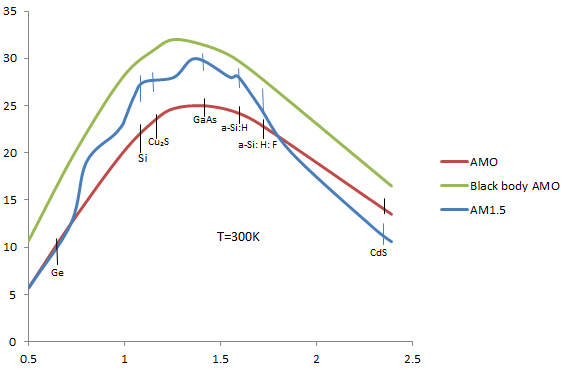 35
30
25
20
15
10
5
0
0.5
1
1.5
2
2.5
Ge
Si
Cu₂S
GaAs
a-Si:H
a-Si: H: F
CdS
T=300K
AMO
Black body AMO
AM1.5